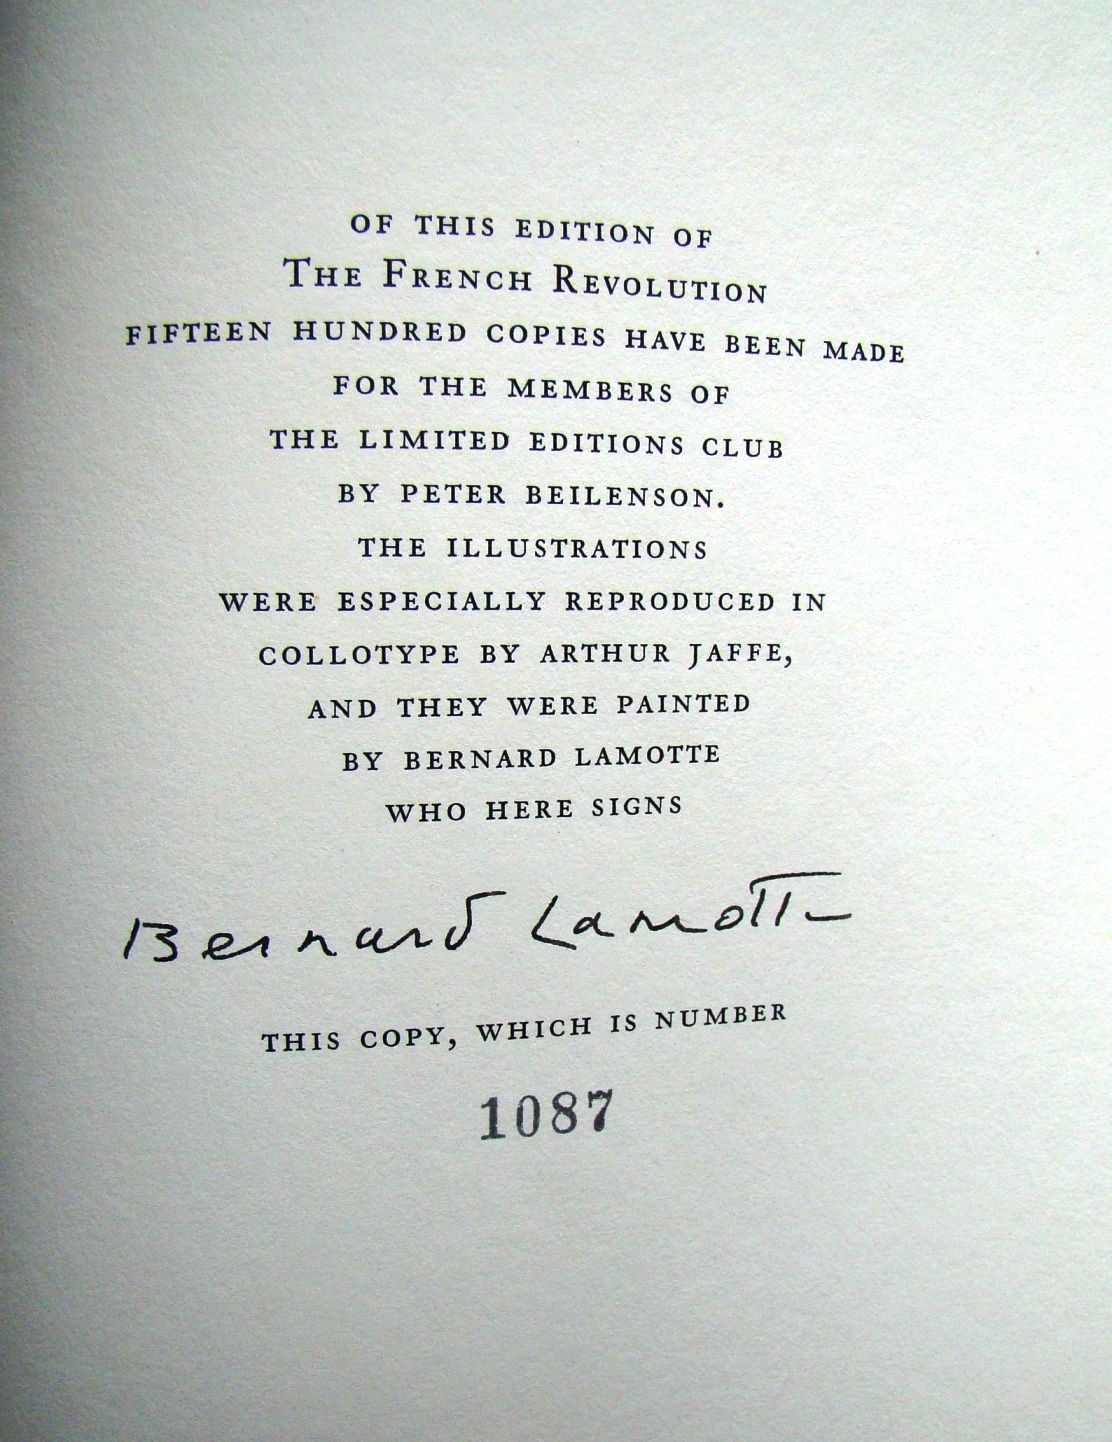 OF THIS EDITION OF
THE FRENCH REVOLUTION
FIFTEEN HUNDRED COPIES HAVE BEEN MADE
FOR THE MEMBERS OF
THE LIMITED EDITIONS CLUB
BY PETER BEILENSON.
THE ILLUSTRATIONS
WERE ESPECIALLY REPRODUCED IN
COLLOTYPE BY ARTHUR JAFFE,
AND THEY WERE PAINTED
BY BERNARD LAMOTTE
WHO HERE SIGNS
Bernard Lamotte
THIS COPY, WHICH IS NUMBER
1087